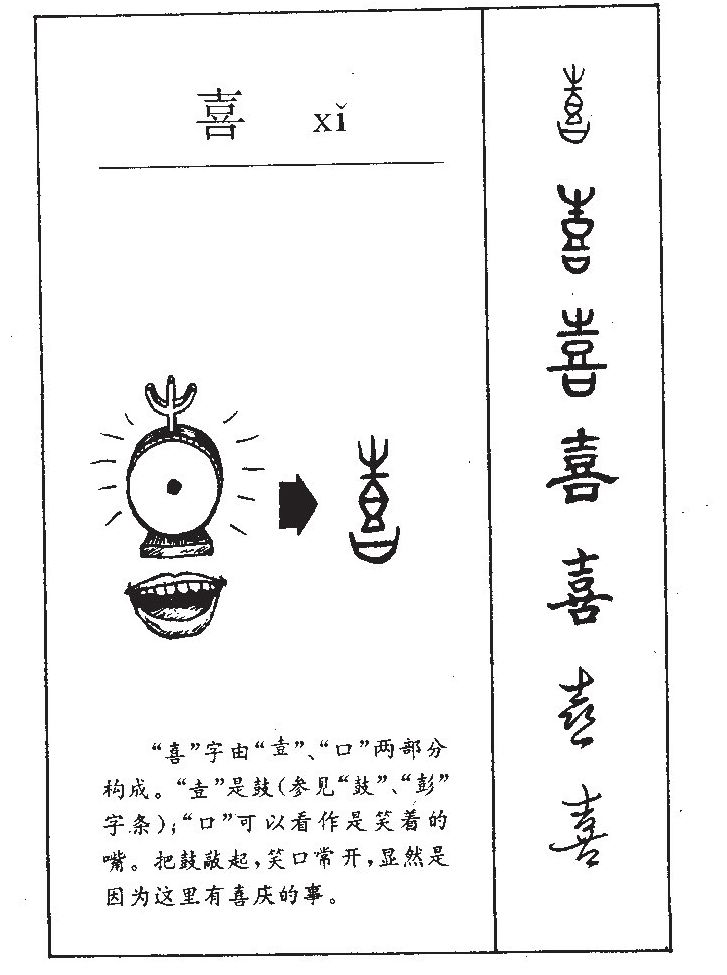 喜 xǐ
“喜”字由“壴”、“口”两部分
构成。“壴”是鼓(参见“鼓”、“彭”
字条);“口”可以看作是笑着的
嘴。把鼓敲起,笑口常开,显然是
因为这里有喜庆的事。
喜
喜
喜
喜
喜
喜
喜